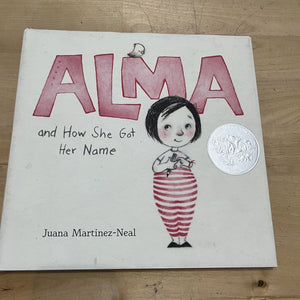 ALMA
and How She Got
Her Name
Juana Martinez-Neal